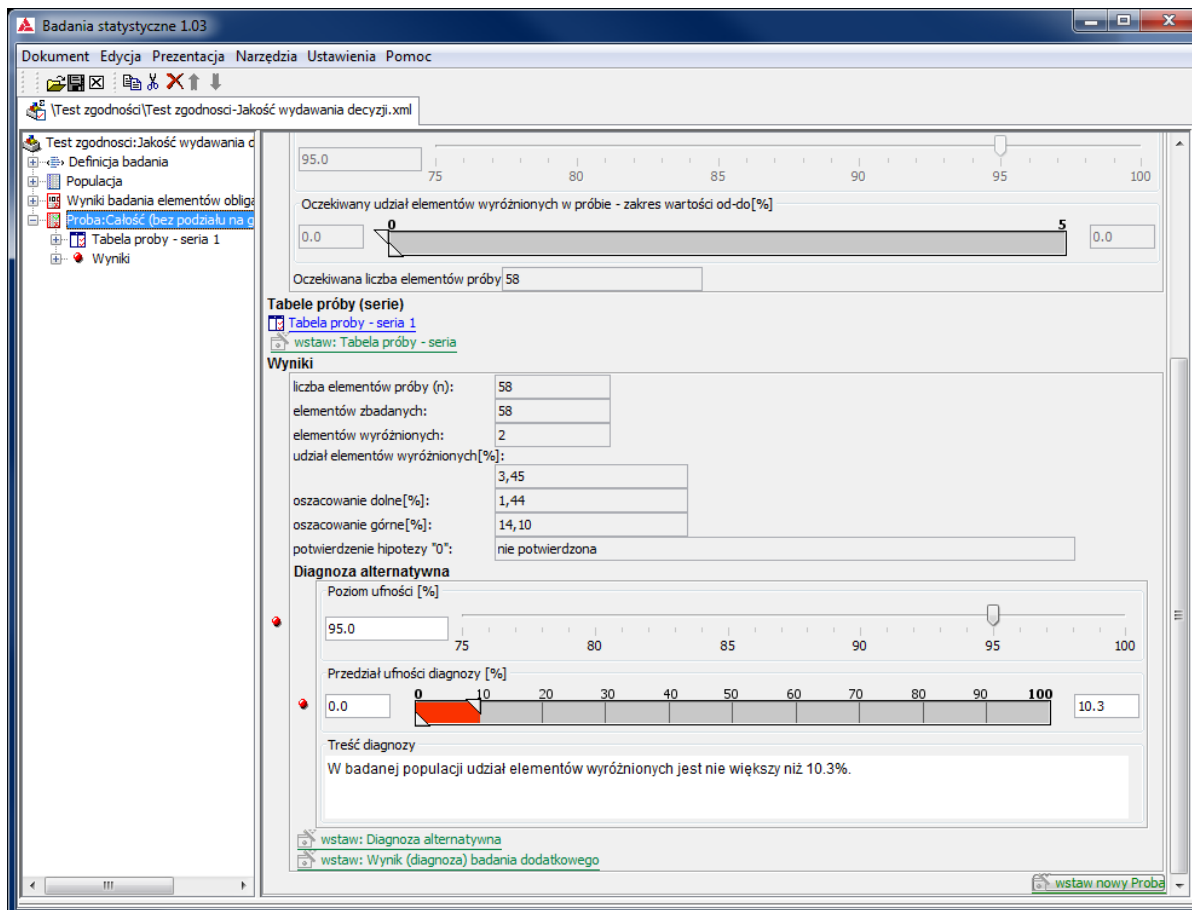 Badania statystyczne 1.03
Dokument Edycja Prezentacja Narzędzia Ustawienia Pomoc
\Test zgodności\Test zgodnosci-Jakość wydawania decyzji.xml
Test zgodnosci:Jakość wydawania d
Definicja badania
Populacja
Wyniki badania elementów obliga
Proba:Całość (bez podziału na g
Tabela proby - seria 1
Wyniki
95.0
75 80 85 90 95 100
Oczekiwany udział elementów wyróżnionych w próbie - zakres wartości od-do[%]
0.0 0 5 0.0
Oczekiwana liczba elementów próby 58
Tabele próby (serie)
Tabela proby - seria 1
wstaw: Tabela próby - seria
Wyniki
liczba elementów próby (n): 58
elementów zbadanych: 58
elementów wyróżnionych: 2
udział elementów wyróżnionych[%]:
3,45
oszacowanie dolne[%]: 1,44
oszacowanie górne[%]: 14,10
potwierdzenie hipotezy "0": nie potwierdzona
Diagnoza alternatywna
Poziom ufności [%]
95.0
75 80 85 90 95 100
Przedział ufności diagnozy [%]
0 10 20 30 40 50 60 70 80 90 100
0.0 10.3
Treść diagnozy
W badanej populacji udział elementów wyróżnionych jest nie większy niż 10.3%.
wstaw: Diagnoza alternatywna
wstaw: Wynik (diagnoza) badania dodatkowego
wstaw nowy Proba